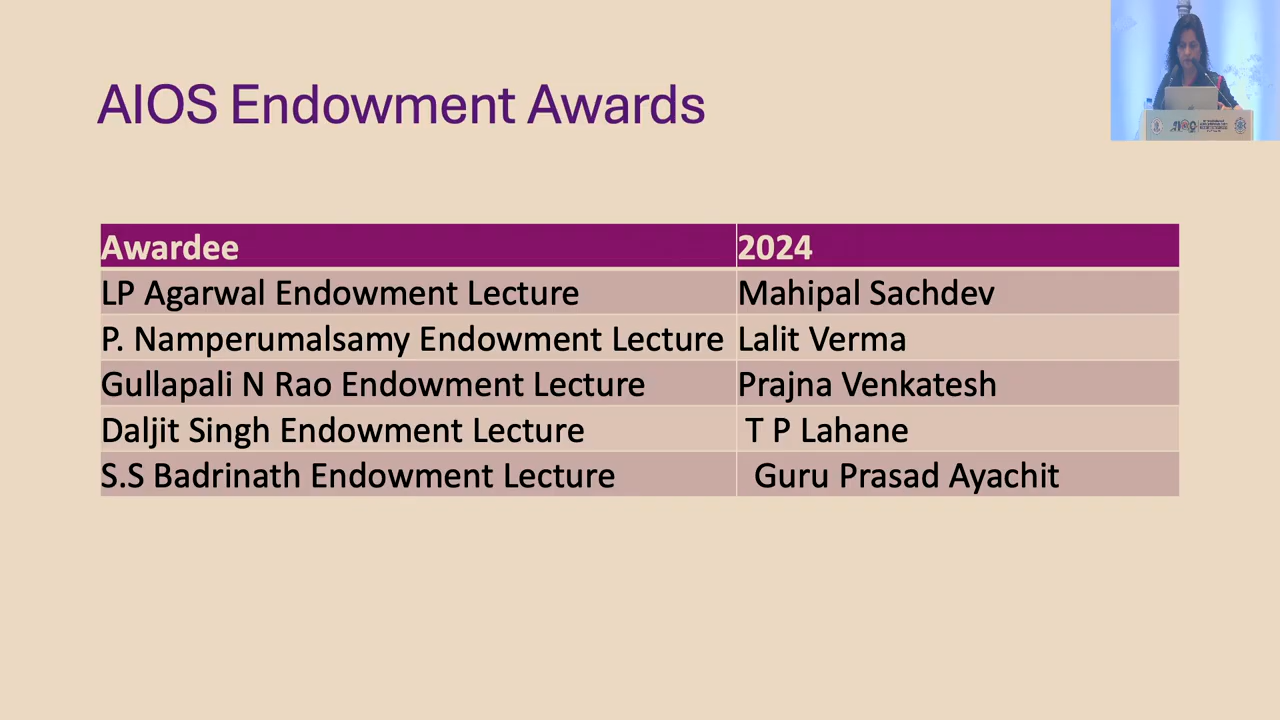 AIOS Endowment Awards
Awardee 2024
LP Agarwal Endowment Lecture Mahipal Sachdev
P. Namperumalsamy Endowment Lecture Lalit Verma
Gullapali N Rao Endowment Lecture Prajna Venkatesh
Daljit Singh Endowment Lecture T P Lahane
S.S Badrinath Endowment Lecture Guru Prasad Ayachit